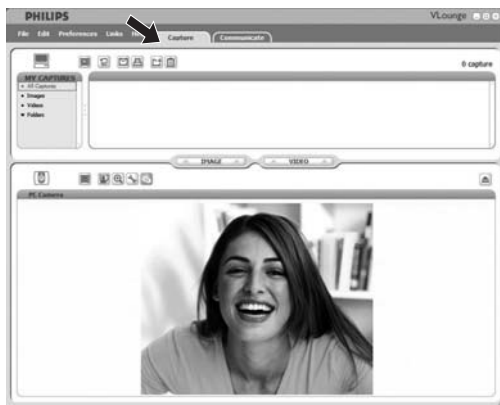 PHILIPS
VLounge
File Edit Preferences Links
Capture
Communicate
0 capture
MY CAPTURES
All Captures
Images
Videos
Folders
IMAGE
VIDEO
PC Camera